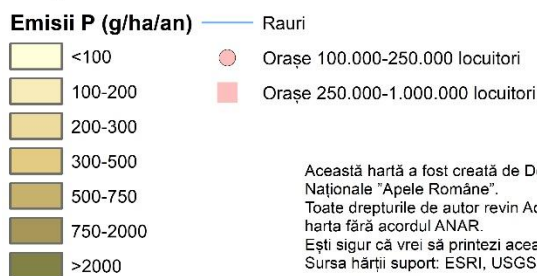 Emisii P (g/ha/an)
Rauri
<100
Orașe 100.000-250.000 locuitori
100-200
Orașe 250.000-1.000.000 locuitori
200-300
300-500
500-750
750-2000
>2000
Această hartă a fost creată de
Naționale "Apele Române".
Toate drepturile de autor revin
harta fără acordul ANAR.
Ești sigur că vrei să printezi
Sursa hărții suport: ESRI, USGS